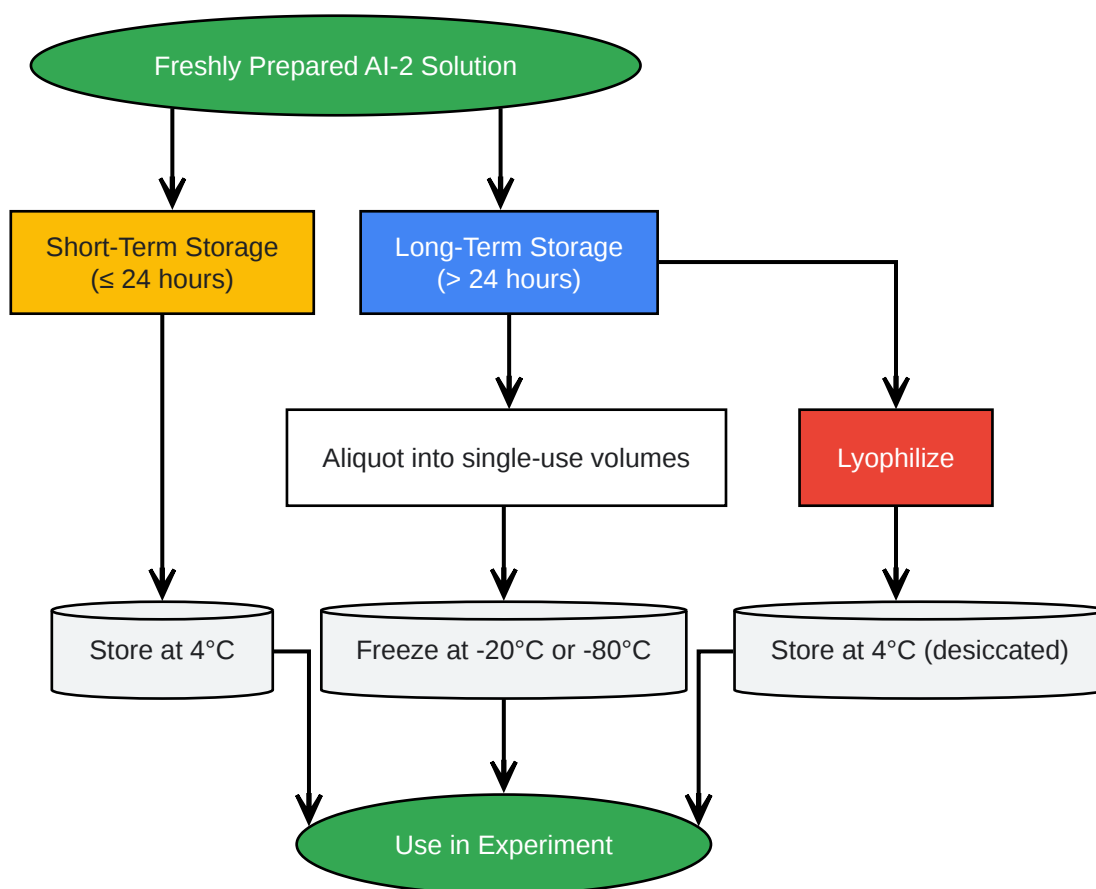 Freshly Prepared AI-2 Solution
Short-Term Storage
(≤ 24 hours)
Long-Term Storage
(> 24 hours)
Aliquot into single-use volumes
Lyophilize
Store at 4°C
Freeze at -20°C or -80°C
Store at 4°C (desiccated)
Use in Experiment